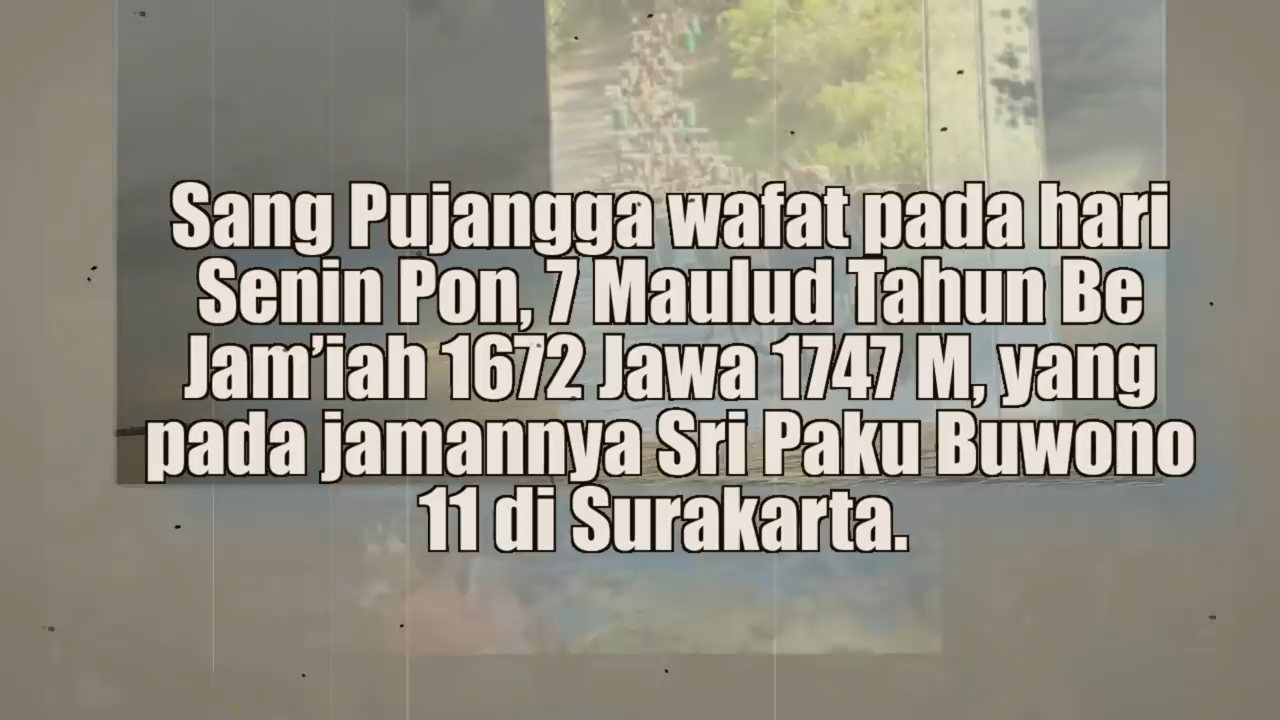 Sang Pujangga wafat pada hari
Senin Pon, 7 Maulud Tahun Be
Jam’iah 1672 Jawa 1747 M, yang
pada jamannya Sri Paku Buwono
11 di Surakarta.